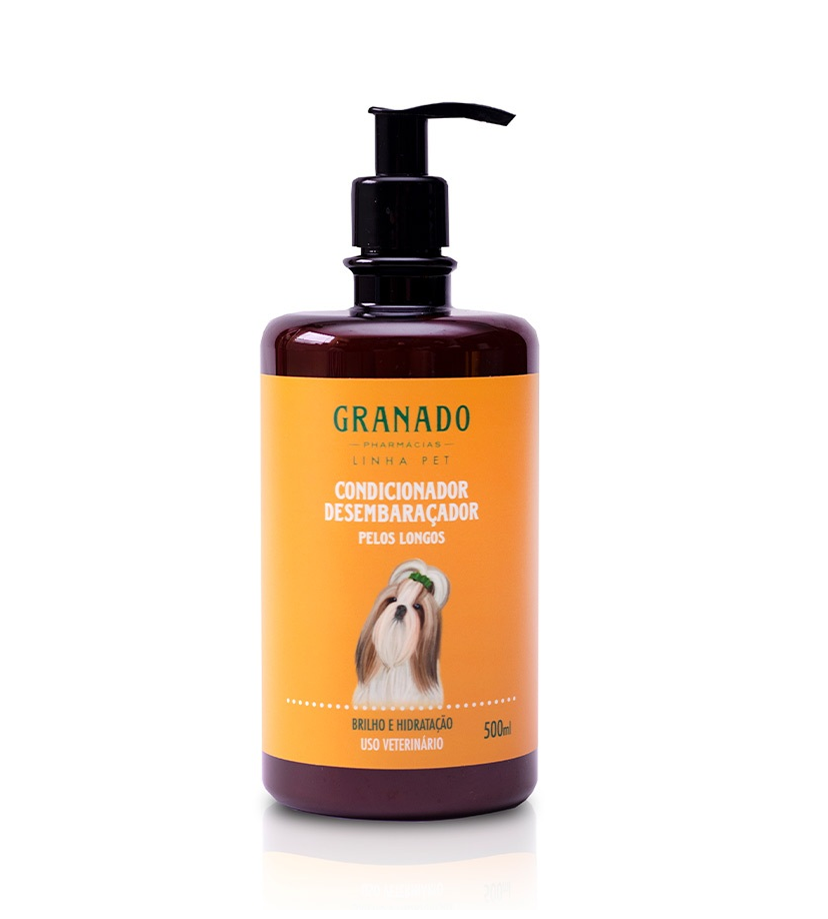 GRANADO
PHARMÁCIAS
LINHA PET
CONDICIONADOR
DESEMBARAÇADOR
PELOS LONGOS
BRILHO E HIDRATAÇÃO
USO VETERINÁRIO
500ml